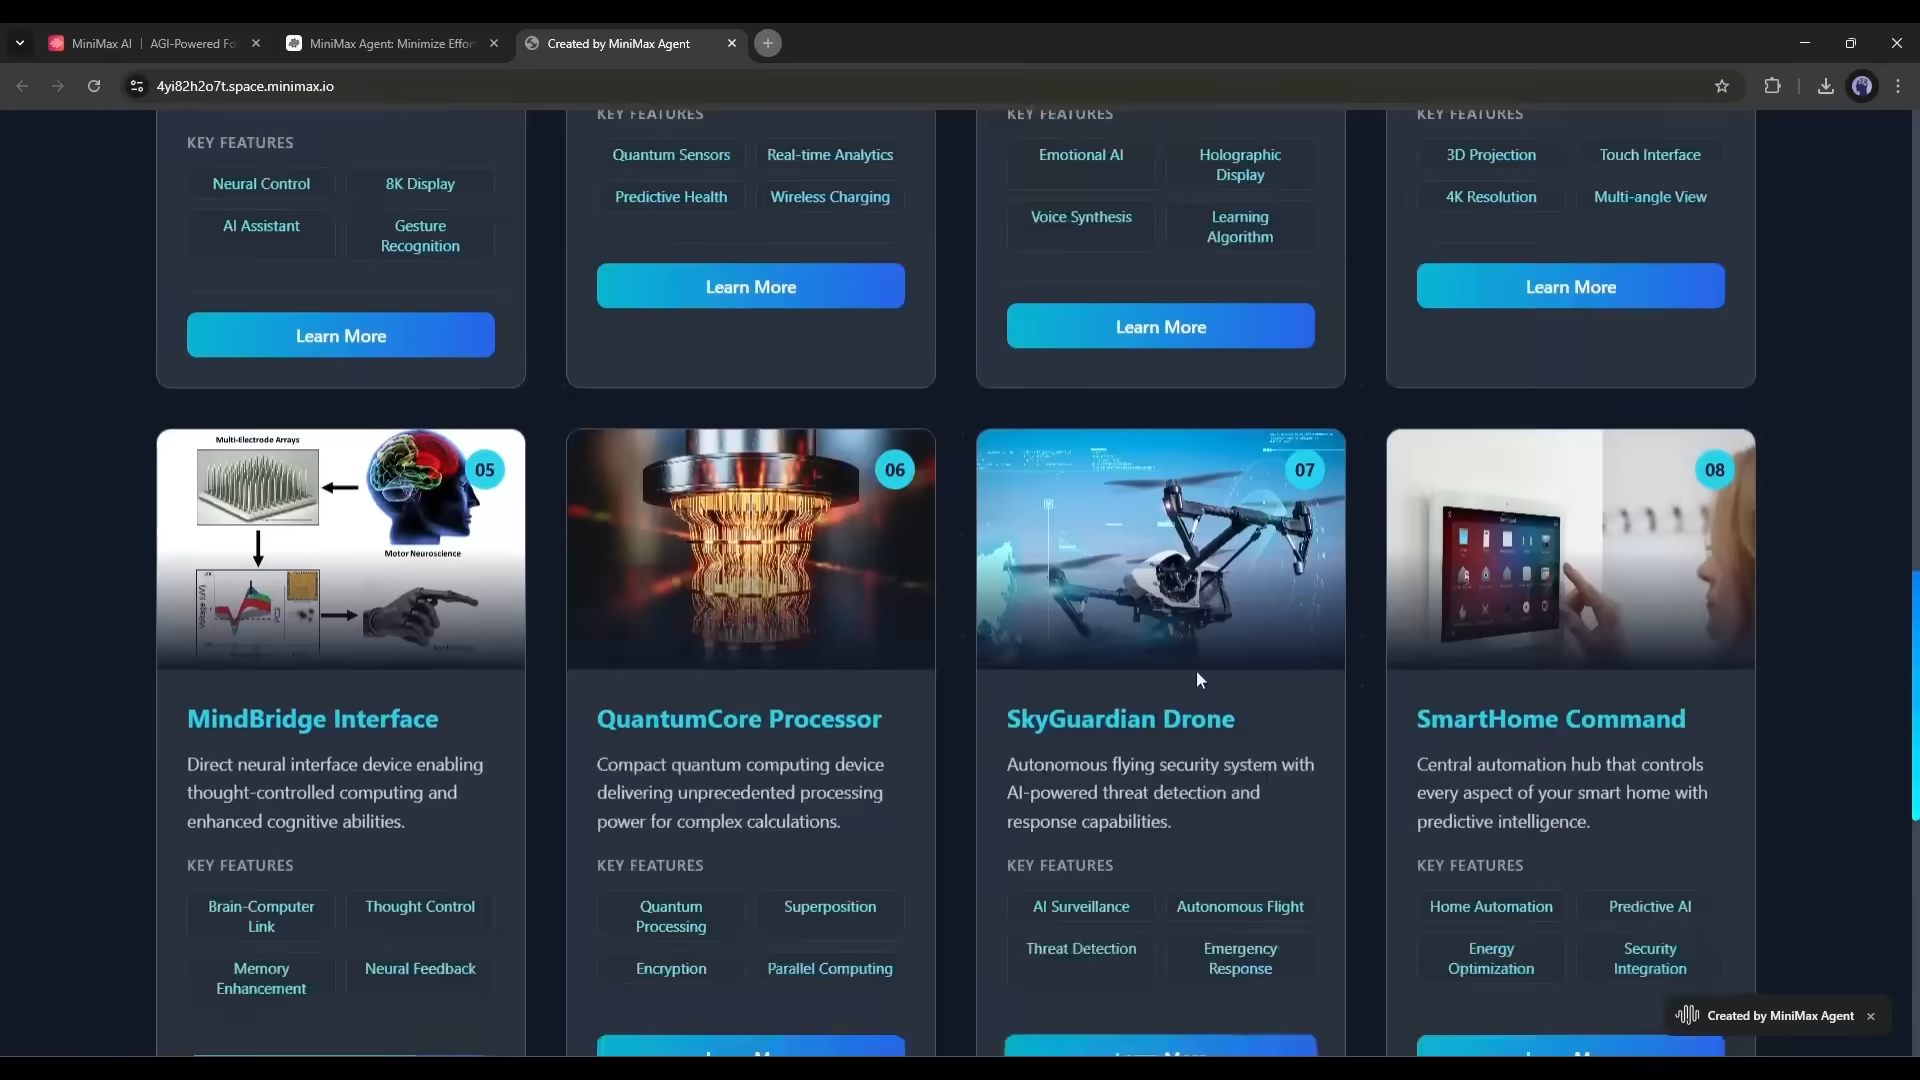 MiniMax AI | AGI-Powered Fo
MiniMax Agent: Minimize Effor
Created by MiniMax Agent
4yi82h2o7t.space.minimax.io
KEY FEATURES
Neural Control
8K Display
AI Assistant
Gesture
Recognition
Learn More
KEY FEATURES
Quantum Sensors
Real-time Analytics
Predictive Health
Wireless Charging
Learn More
KEY FEATURES
Emotional AI
Holographic
Display
Voice Synthesis
Learning
Algorithm
Learn More
KEY FEATURES
3D Projection
Touch Interface
4K Resolution
Multi-angle View
Learn More
Multi-Electrode Arrays
05
Motor Neuroscience
Voltage (uV)
PC2
MindBridge Interface
Direct neural interface device enabling
thought-controlled computing and
enhanced cognitive abilities.
KEY FEATURES
Brain-Computer
Link
Thought Control
Memory
Enhancement
Neural Feedback
06
QuantumCore Processor
Compact quantum computing device
delivering unprecedented processing
power for complex calculations.
KEY FEATURES
Quantum
Processing
Superposition
Encryption
Parallel Computing
07
SkyGuardian Drone
Autonomous flying security system with
AI-powered threat detection and
response capabilities.
KEY FEATURES
AI Surveillance
Autonomous Flight
Threat Detection
Emergency
Response
08
SmartHome Command
Central automation hub that controls
every aspect of your smart home with
predictive intelligence.
KEY FEATURES
Home Automation
Predictive AI
Energy
Optimization
Security
Integration
Created by MiniMax Agent